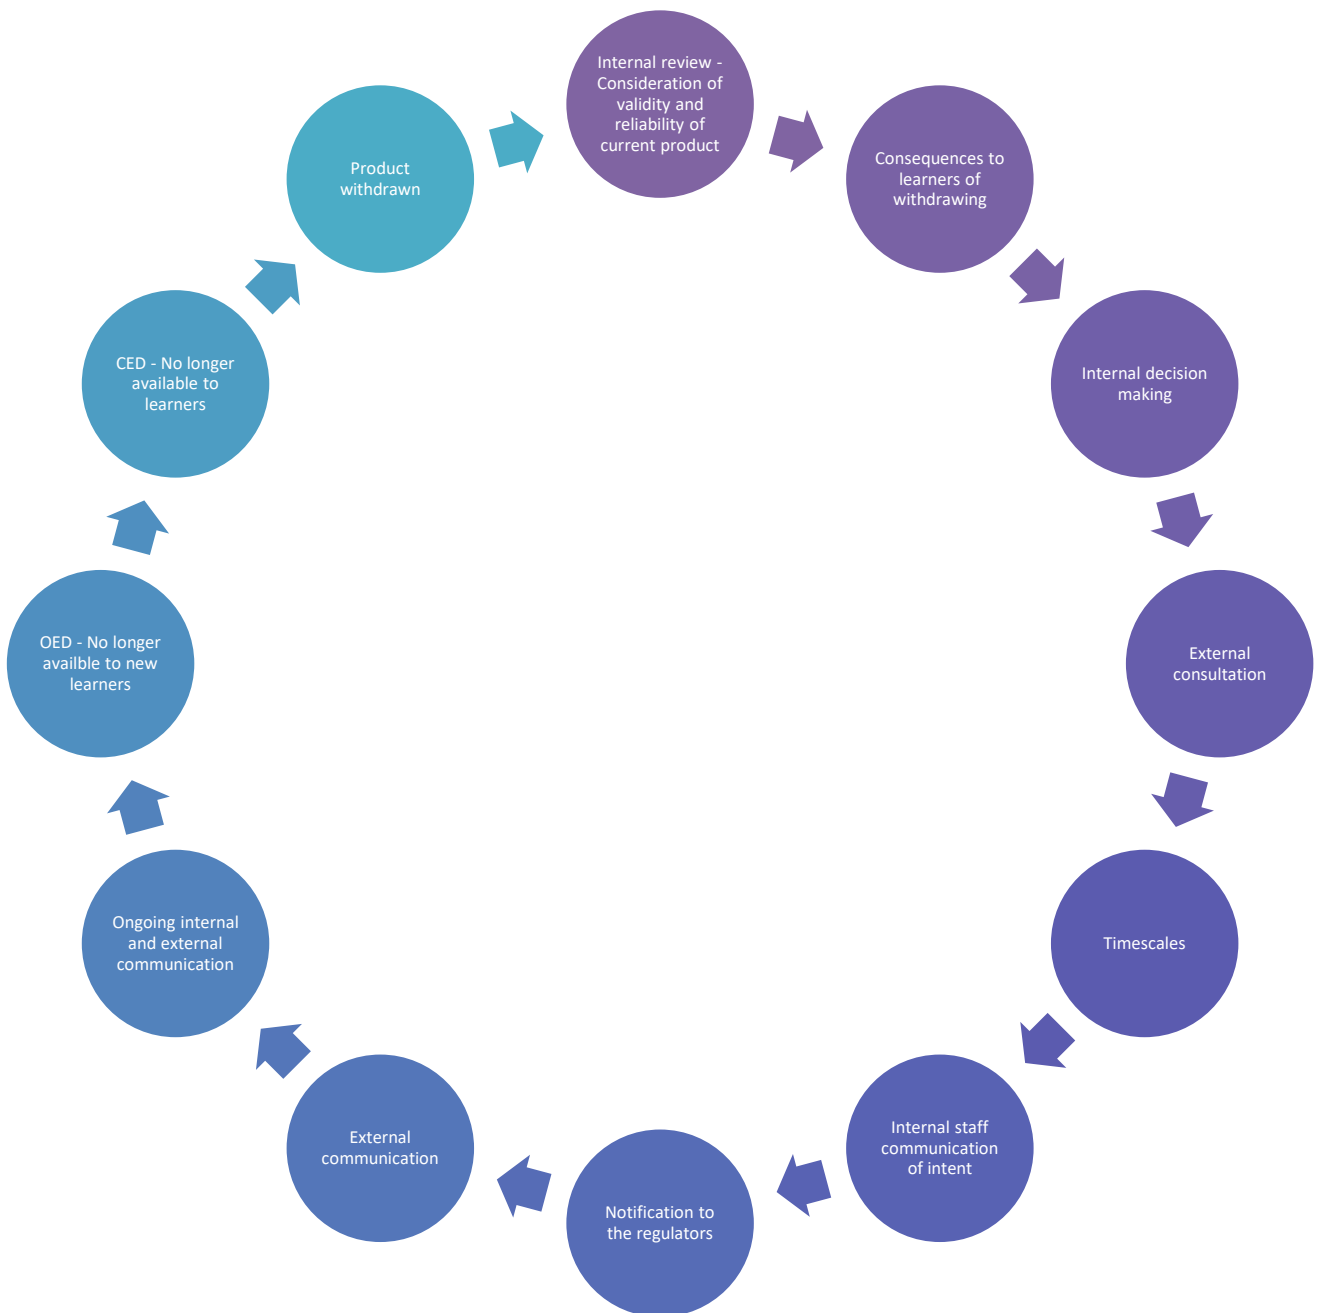 Internal review -
Consideration of
validity and
reliability of
current product
Consequences to
learners of
withdrawing
Internal decision
making
External
consultation
Timescales
Internal staff
communication
of intent
Notification to
the regulators
External
communication
Ongoing internal
and external
communication
OED - No longer
availble to new
learners
CED - No longer
available to
learners
Product
withdrawn